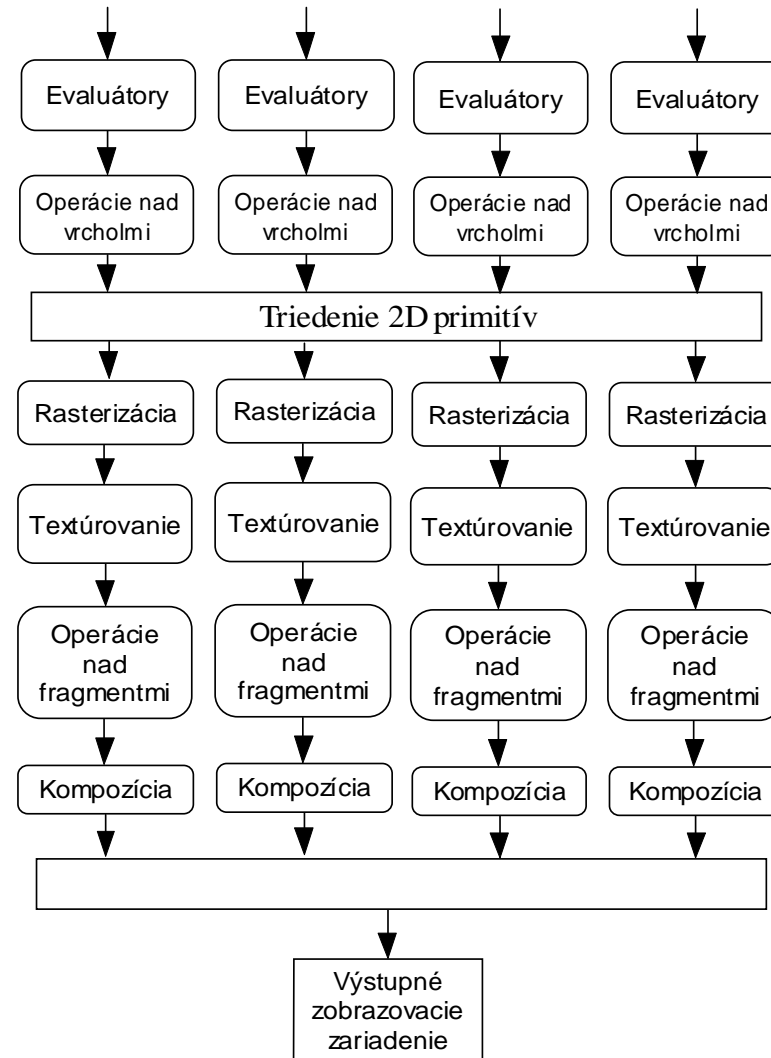 Evaluátory
Evaluátory
Evaluátory
Evaluátory
Operácie nad
vrcholmi
Operácie nad
vrcholmi
Operácie nad
vrcholmi
Operácie nad
vrcholmi
Triedenie 2D primitív
Rasterizácia
Rasterizácia
Rasterizácia
Rasterizácia
Textúrovanie
Textúrovanie
Textúrovanie
Textúrovanie
Operácie
nad
fragmentmi
Operácie
nad
fragmentmi
Operácie
nad
fragmentmi
Operácie
nad
fragmentmi
Kompozícia
Kompozícia
Kompozícia
Kompozícia
Výstupné
zobrazovacie
zariadenie